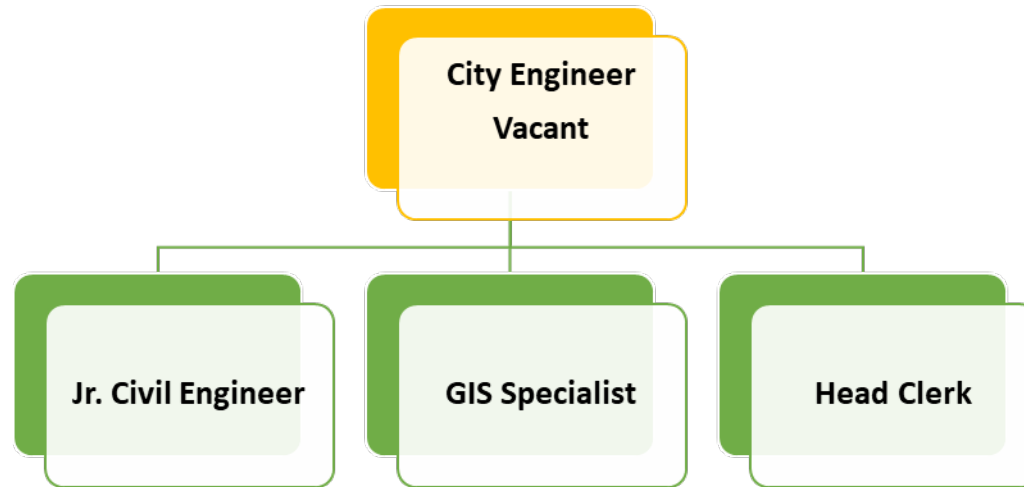 City Engineer
Vacant
Jr. Civil Engineer
GIS Specialist
Head Clerk